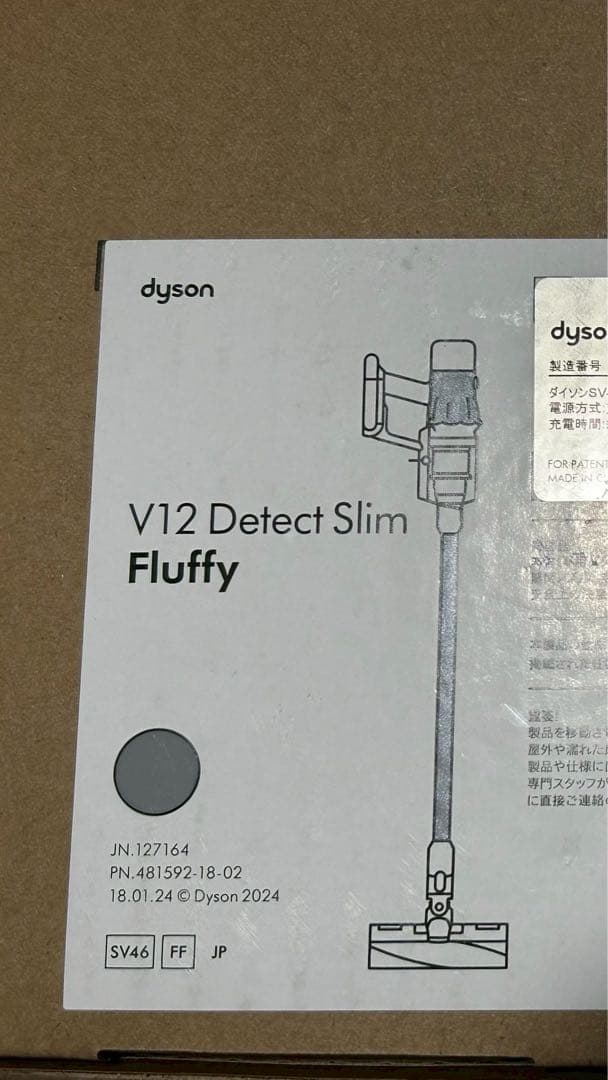 dyson
V12 Detect Slim
Fluffy
JN.127164
PN.481592-18-02
18.01.24 © Dyson 2024
SV46 FF JP
dyso
製造番号
ダイソンSV
電源方式:
充電時間:
FOR PATENT
MADE IN C
製品を移動さ
屋外や濡れた
製品や仕様に
専門スタッフが
に直接ご連絡